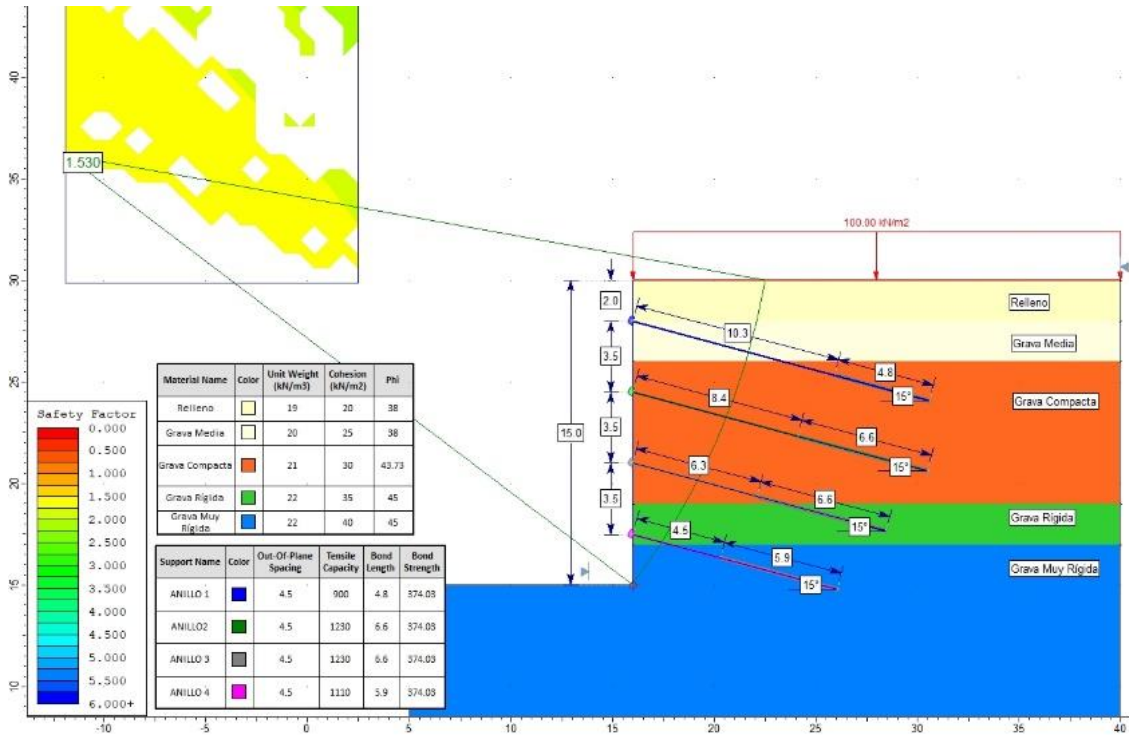 40
35
30
25
20
15
10
-10
-5
0
5
10
15
20
25
30
35
40
1.530
100.00 kN/m2
15.0
2.0
3.5
3.5
3.5
10.3
4.8
15°
8.4
6.6
15°
6.3
6.6
15°
4.5
5.9
15°
Relleno
Grava Media
Grava Compacta
Grava Rígida
Grava Muy Rígida
Safety Factor
0.000
0.500
1.000
1.500
2.000
2.500
3.000
3.500
4.000
4.500
5.000
5.500
6.000+
Material Name Color Unit Weight (kN/m3) Cohesion (kN/m2) Phi
Relleno 19 20 38
Grava Media 20 25 38
Grava Compacta 21 30 43.73
Grava Rígida 22 35 45
Grava Muy Rígida 22 40 45
Support Name Color Out-Of-Plane Spacing Tensile Capacity Bond Length Bond Strength
ANILLO 1 4.5 900 4.8 374.03
ANILLO2 4.5 1230 6.6 374.03
ANILLO 3 4.5 1230 6.6 374.03
ANILLO 4 4.5 1110 5.9 374.03